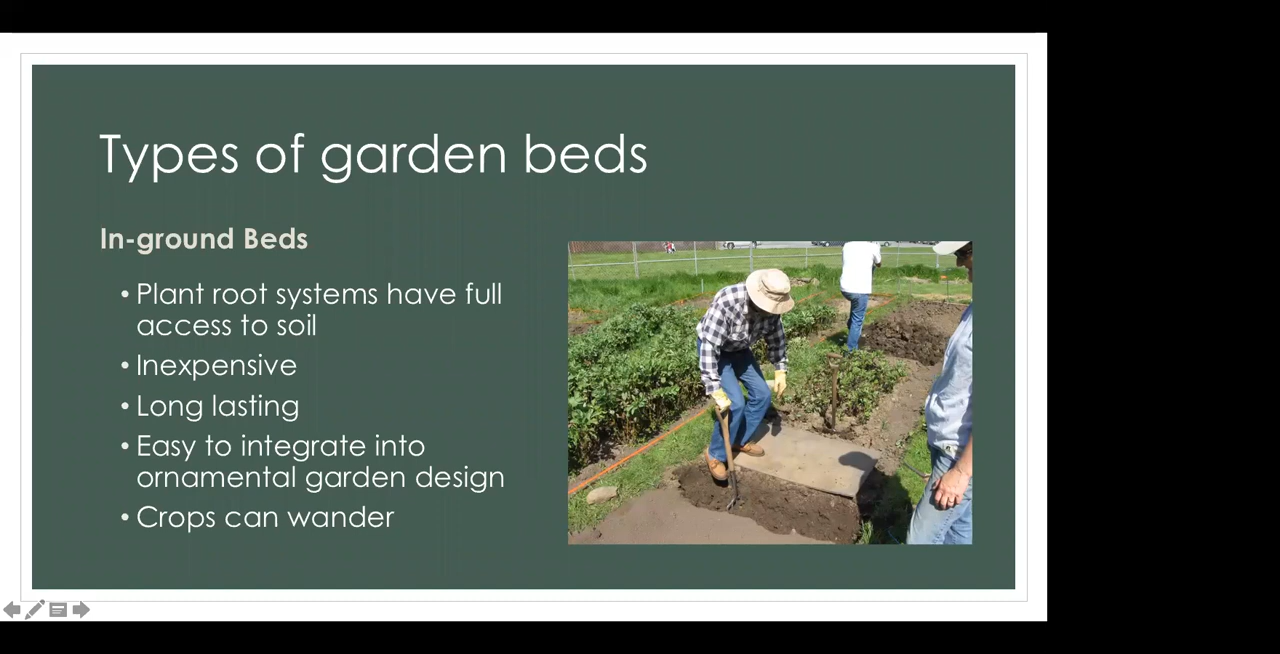 Types of garden beds
In-ground Beds
• Plant root systems have full
access to soil
• Inexpensive
• Long lasting
• Easy to integrate into
ornamental garden design
• Crops can wander